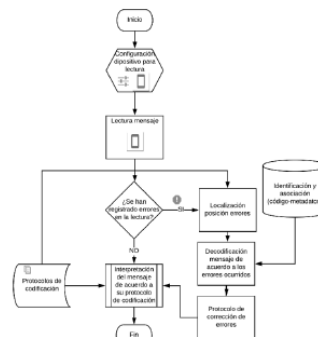 Inicio
Configuración
dipositivo para
lectura
Lectura mensaje
¿Se han
registrado errores
en la lectura?
SI
NO
Localización
posición errores
Identificación y
asociación
(código-metadato)
Decodificación
mensaje de
acuerdo a los
errores ocurridos
Protocolos de
codificación
Interpretación
del mensaje
de acuerdo a
su protocolo
de codificación
Protocolo de
corrección de
errores
Fin